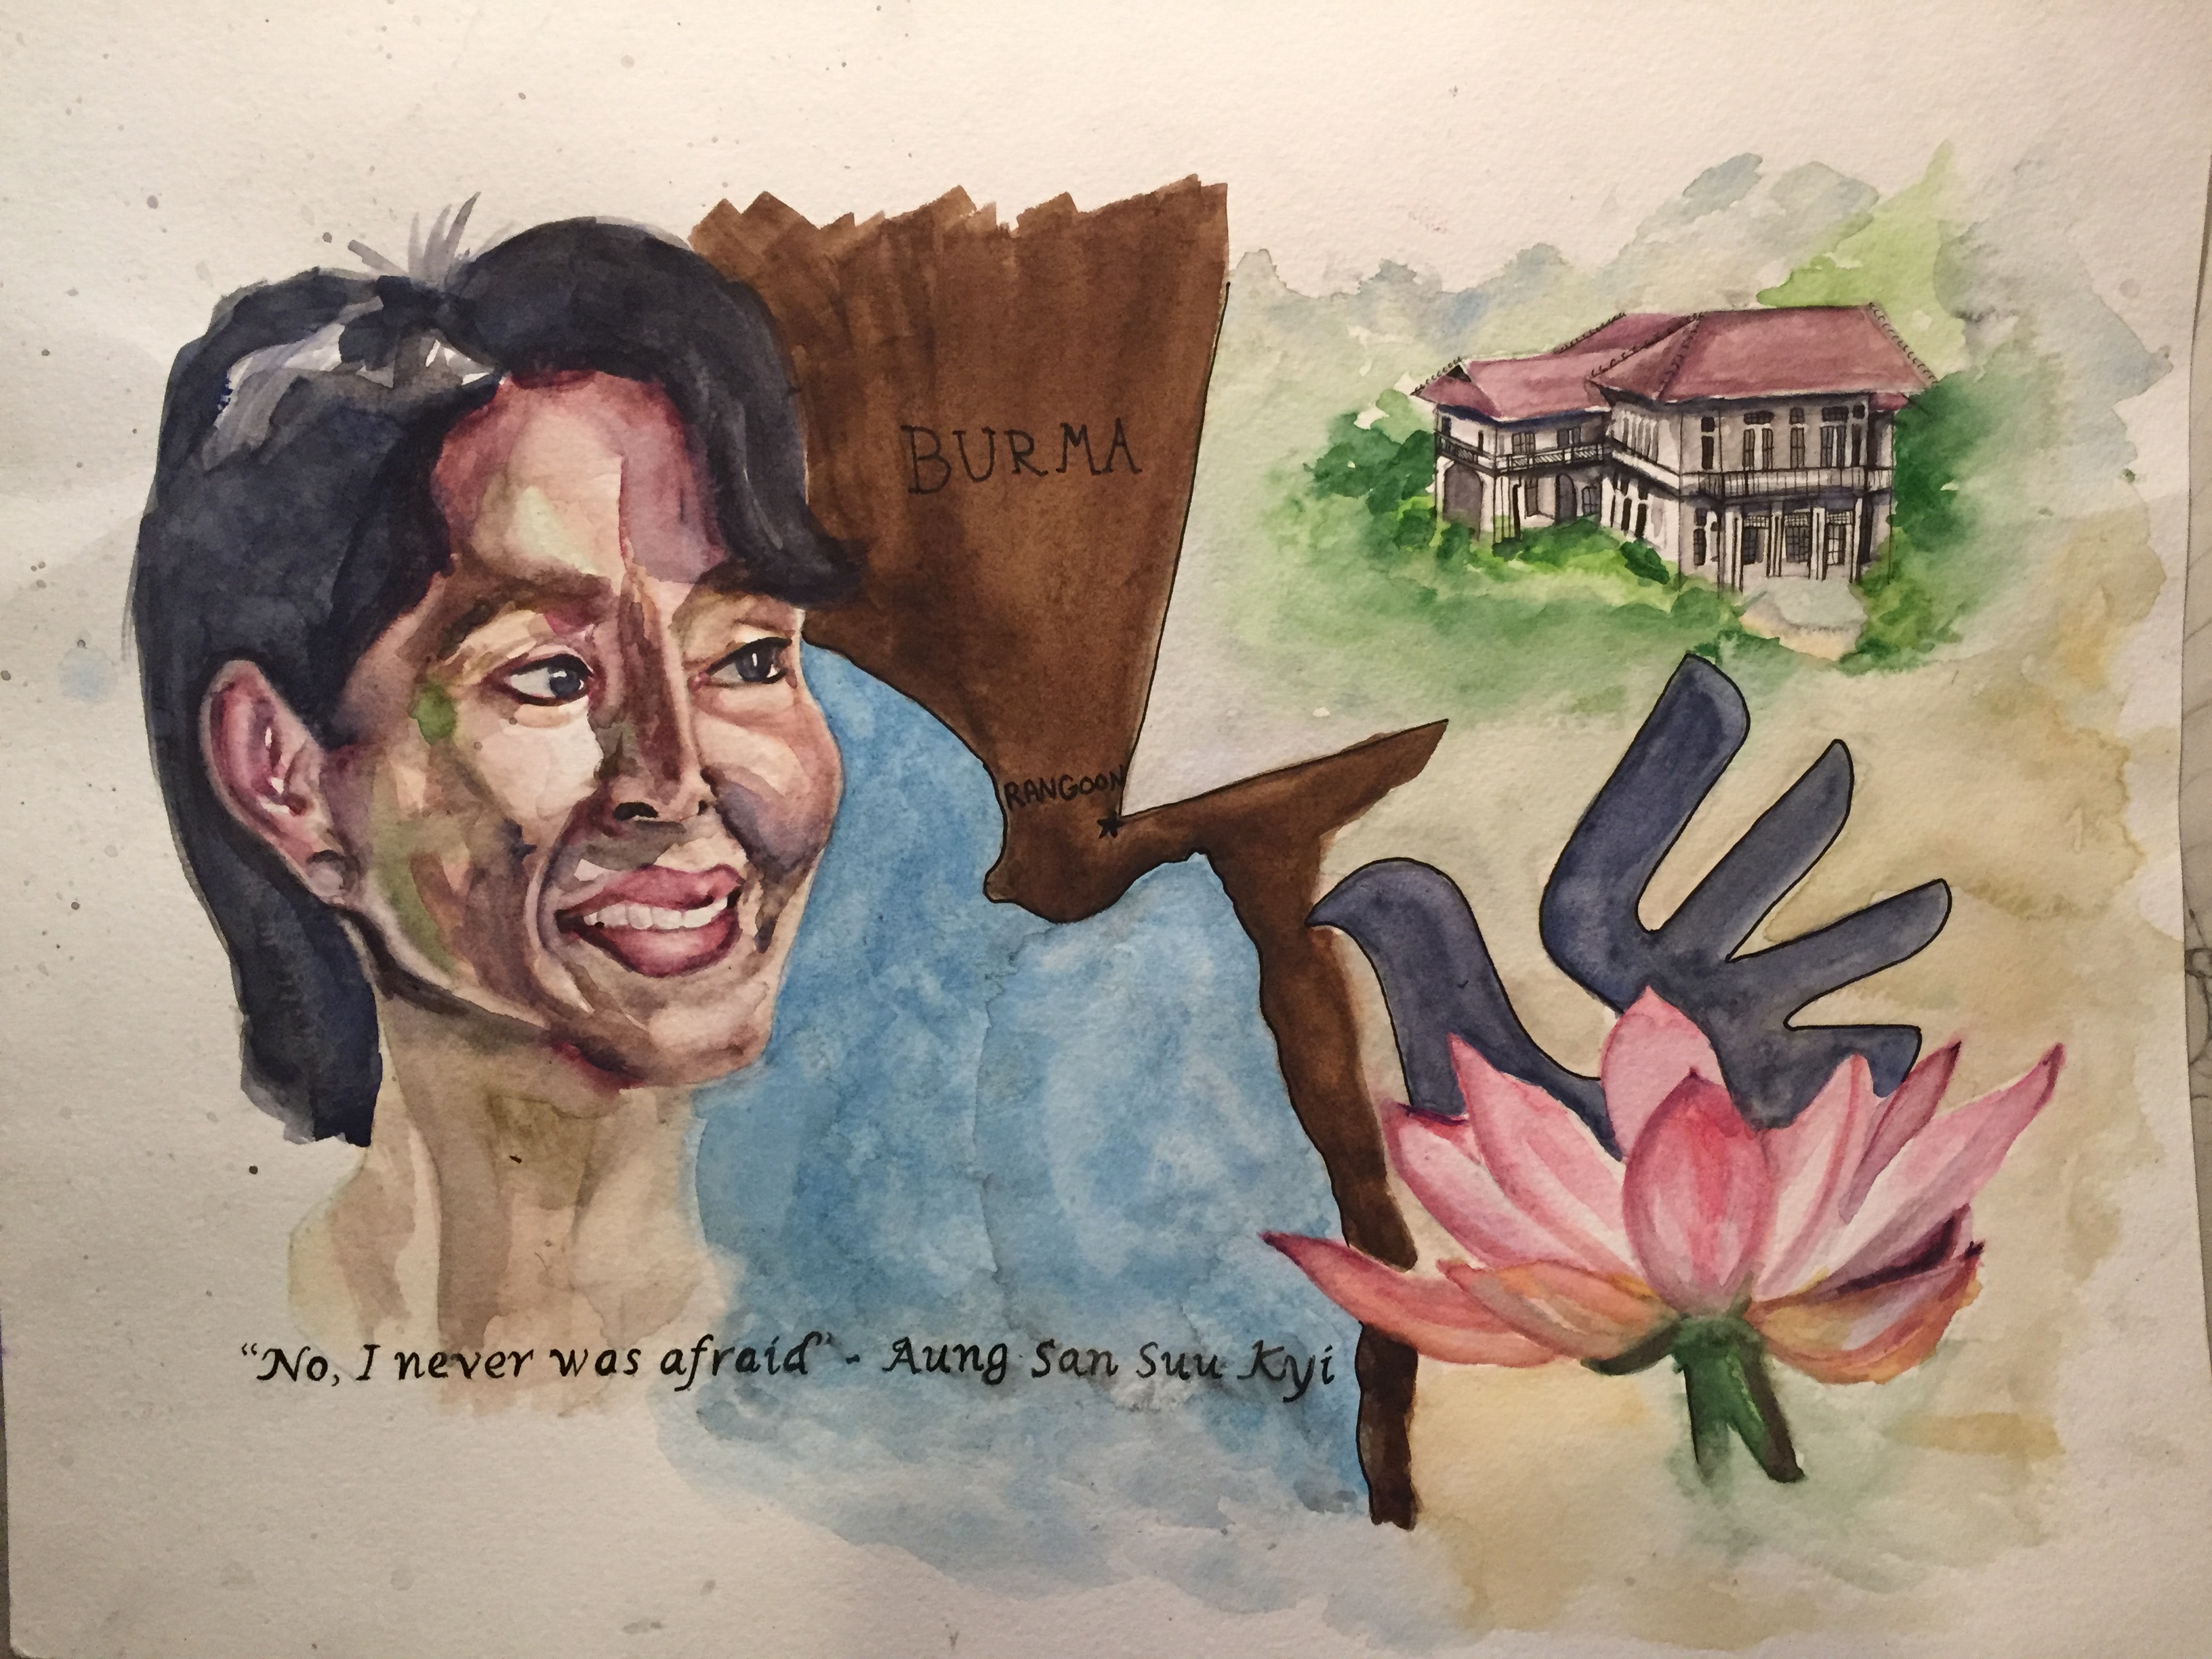 BURMA
RANGOON
“No, I never was afraid” - Aung San Suu Kyi